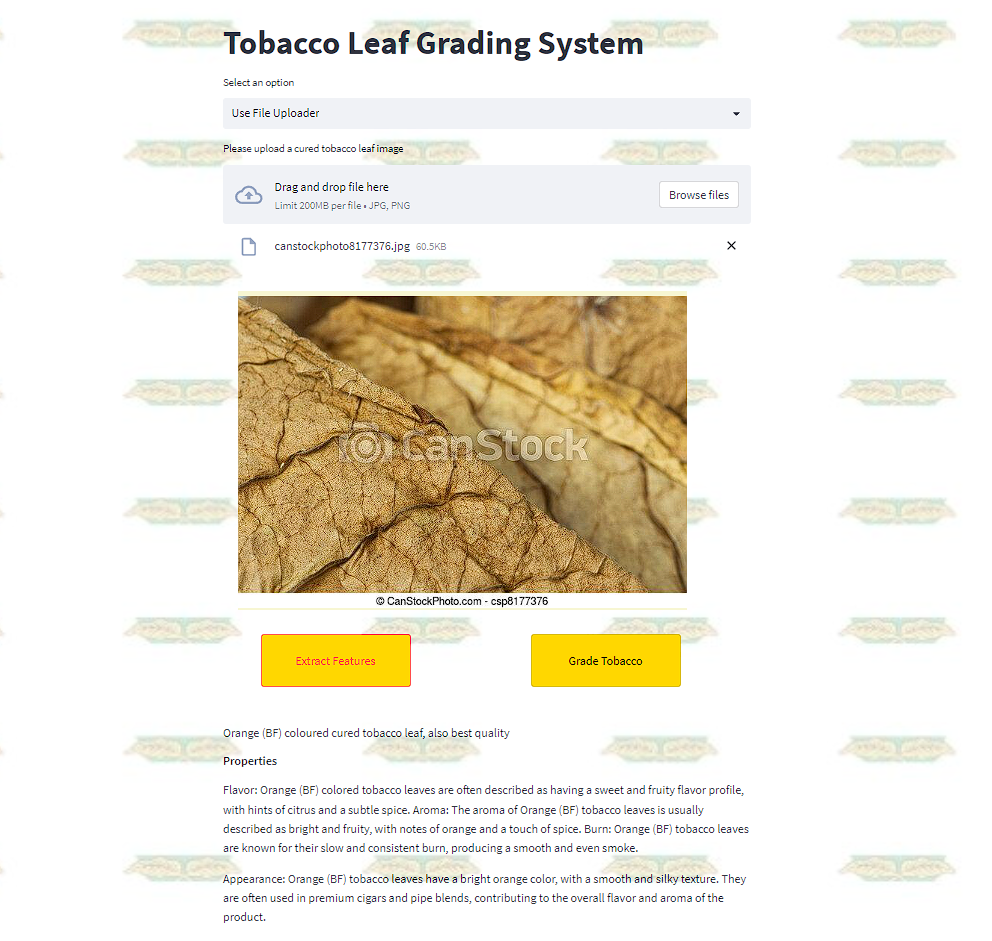 Tobacco Leaf Grading System
Select an option
Use File Uploader
Please upload a cured tobacco leaf image
Drag and drop file here
Limit 200MB per file • JPG, PNG
Browse files
canstockphoto8177376.jpg 60.5KB
CanStock
© CanStockPhoto.com - csp8177376
Extract Features
Grade Tobacco
Orange (BF) coloured cured tobacco leaf, also best quality
Properties
Flavor: Orange (BF) colored tobacco leaves are often described as having a sweet and fruity flavor profile,
with hints of citrus and a subtle spice. Aroma: The aroma of Orange (BF) tobacco leaves is usually
described as bright and fruity, with notes of orange and a touch of spice. Burn: Orange (BF) tobacco leaves
are known for their slow and consistent burn, producing a smooth and even smoke.
Appearance: Orange (BF) tobacco leaves have a bright orange color, with a smooth and silky texture. They
are often used in premium cigars and pipe blends, contributing to the overall flavor and aroma of the
product.